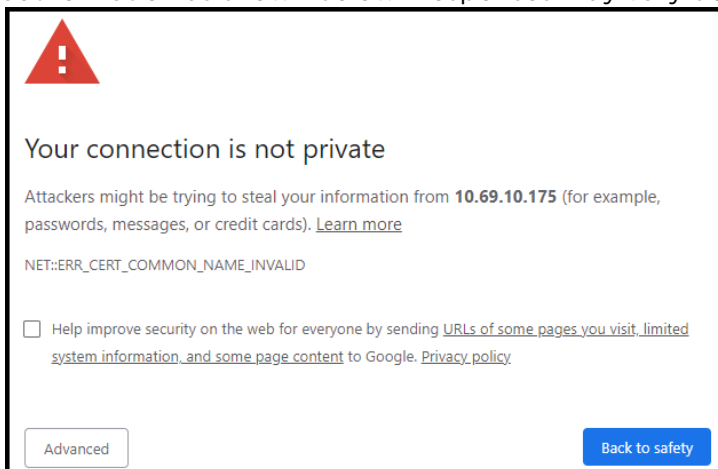 Your connection is not private
Attackers might be trying to steal your information from 10.69.10.175 (for example,
passwords, messages, or credit cards). Learn more
NET::ERR_CERT_COMMON_NAME_INVALID
Help improve security on the web for everyone by sending URLs of some pages you visit, limited
system information, and some page content to Google. Privacy policy
Advanced
Back to safety